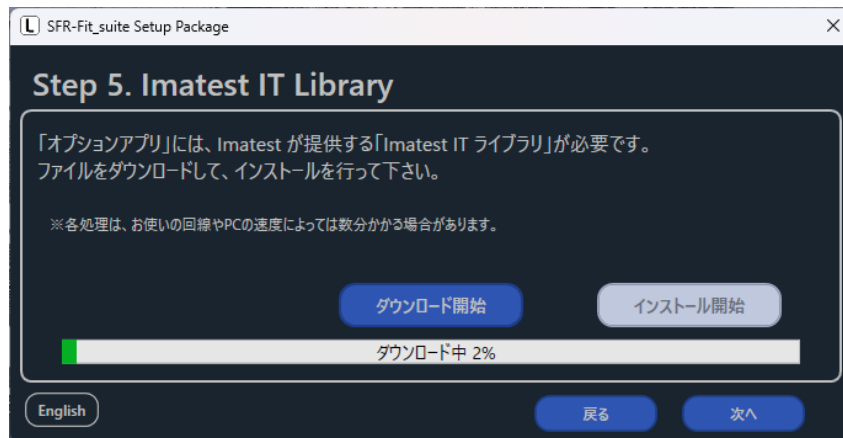 L SFR-Fit_suite Setup Package
Step 5. Imatest IT Library
「オプションアプリ」には、Imatest が提供する「Imatest IT ライブラリ」が必要です。
ファイルをダウンロードして、インストールを行って下さい。
※各処理は、お使いの回線やPCの速度によっては数分かかる場合があります。
ダウンロード開始 インストール開始
ダウンロード中 2%
English 戻る 次へ